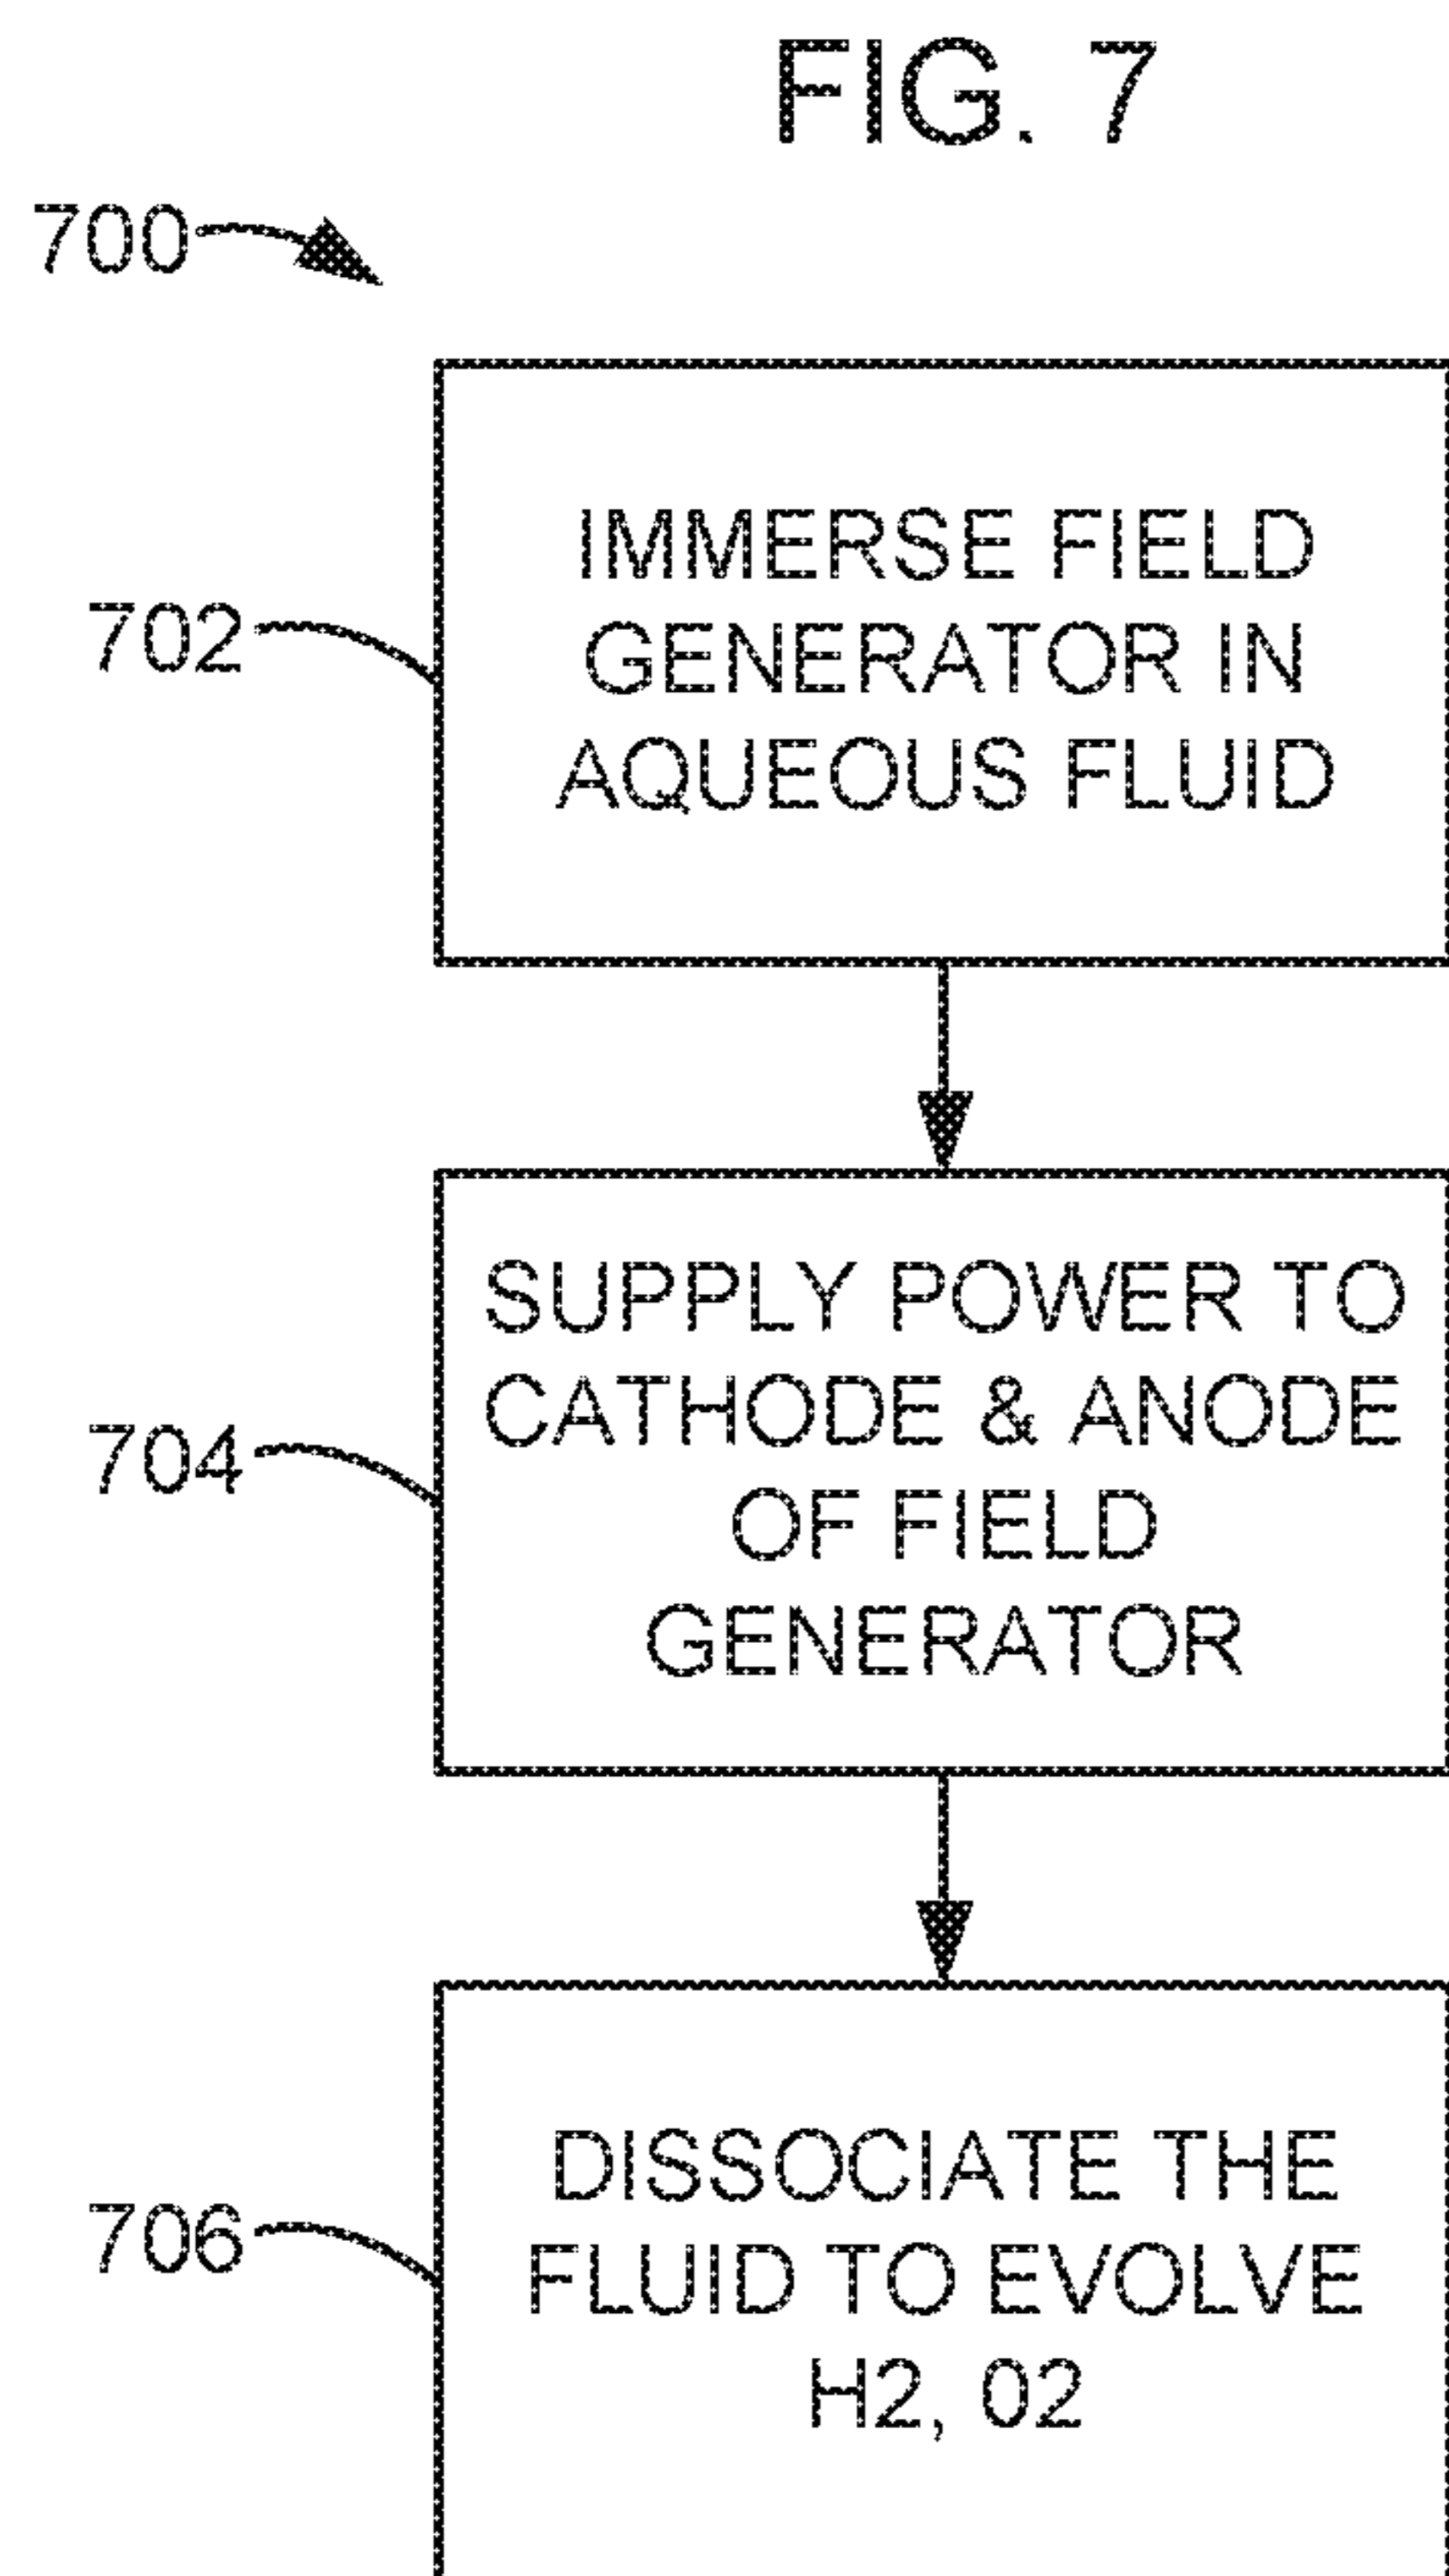 FIG. 7
700
702
IMMERSE FIELD
GENERATOR IN
AQUEOUS FLUID
704
SUPPLY POWER TO
CATHODE & ANODE
OF FIELD
GENERATOR
706
DISSOCIATE THE
FLUID TO EVOLVE
H2, 02